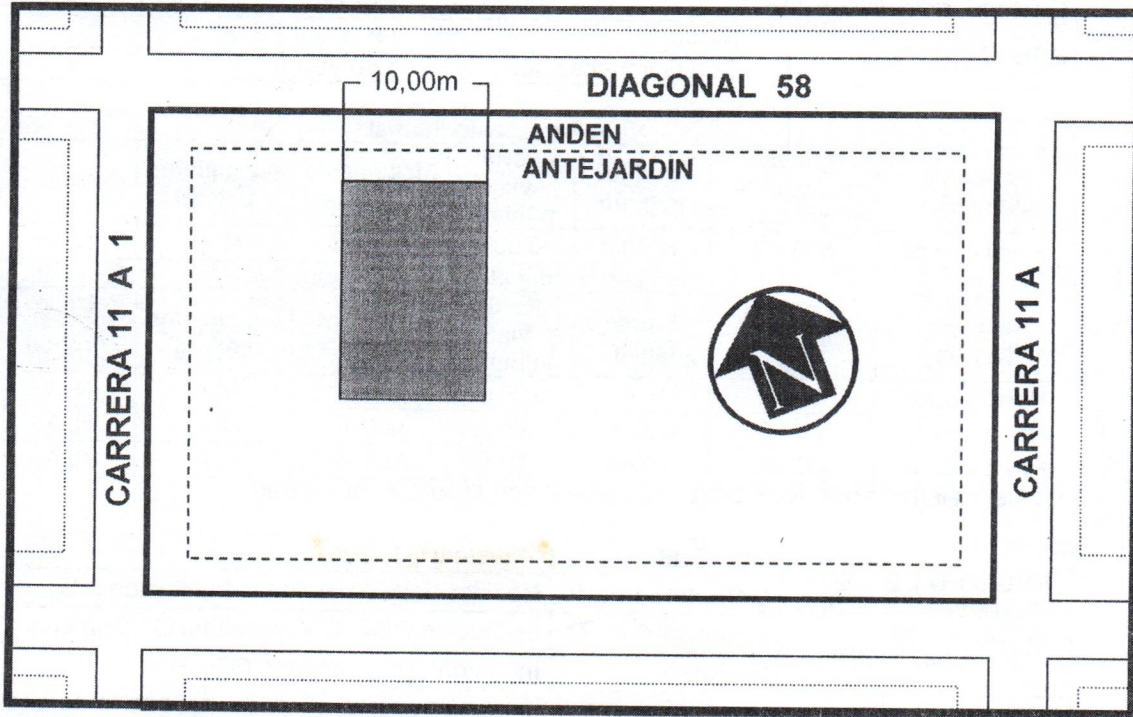 10,00m
DIAGONAL 58
ANDEN
ANTEJARDIN
CARRERA 11 A 1
CARRERA 11 A
N